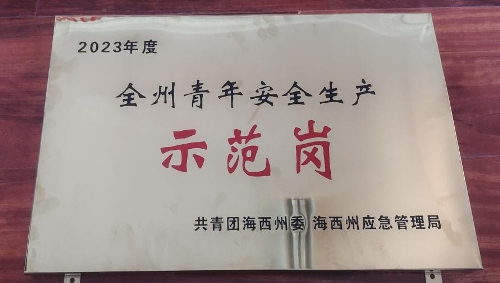 2023年度
全州青年安全生产
示范岗
共青团海西州委 海西州应急管理局